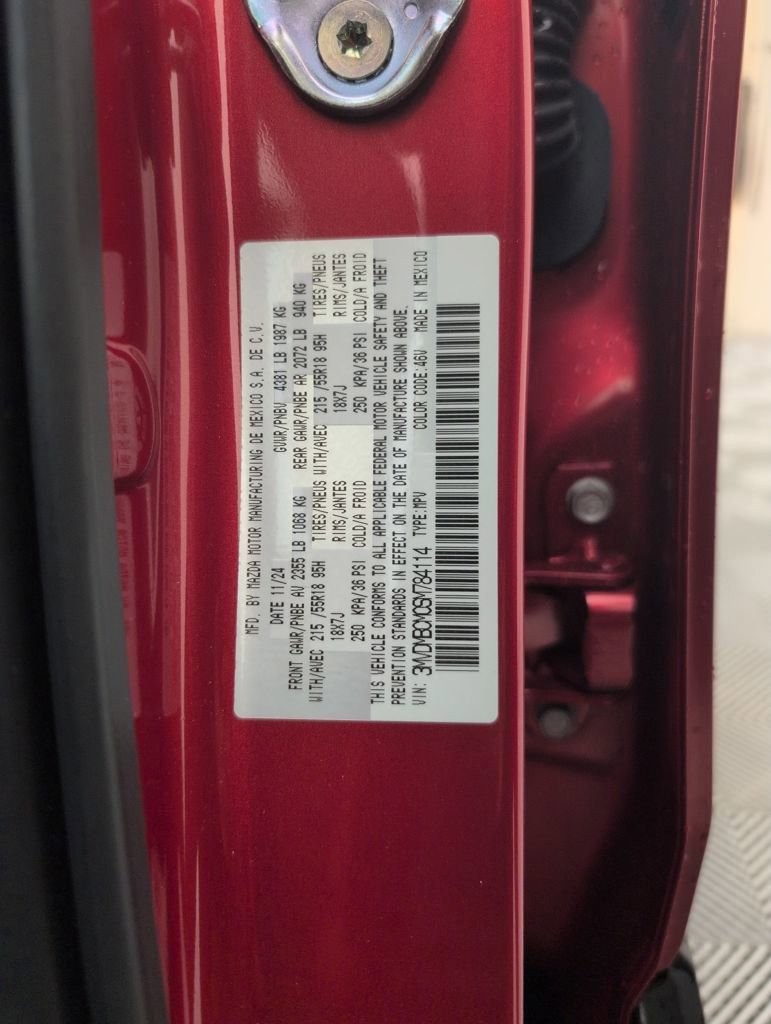 MFD. BY MAZDA MOTOR MANUFACTURING DE MEXICO S.A. DE C.V.
DATE 11/24 GVWR/PNBV 4381 LB 1987 KG
FRONT GAWR/PNBE AV 2355 LB 1068 KG REAR GAWR/PNBE AR 2072 LB 940 KG
WITH/AVEC 215 /55R18 95H TIRES/PNEUS WITH/AVEC 215 /55R18 95H TIRES/PNEUS
18X7J RIMS/JANTES 18X7J RIMS/JANTES
250 KPA/36 PSI COLD/A FROID 250 KPA/36 PSI COLD/A FROID
THIS VEHICLE CONFORMS TO ALL APPLICABLE FEDERAL MOTOR VEHICLE SAFETY AND THEFT
PREVENTION STANDARDS IN EFFECT ON THE DATE OF MANUFACTURE SHOWN ABOVE.
VIN: 3MVDMBCM0SM784114 TYPE:MPV COLOR CODE:46V MADE IN MEXICO